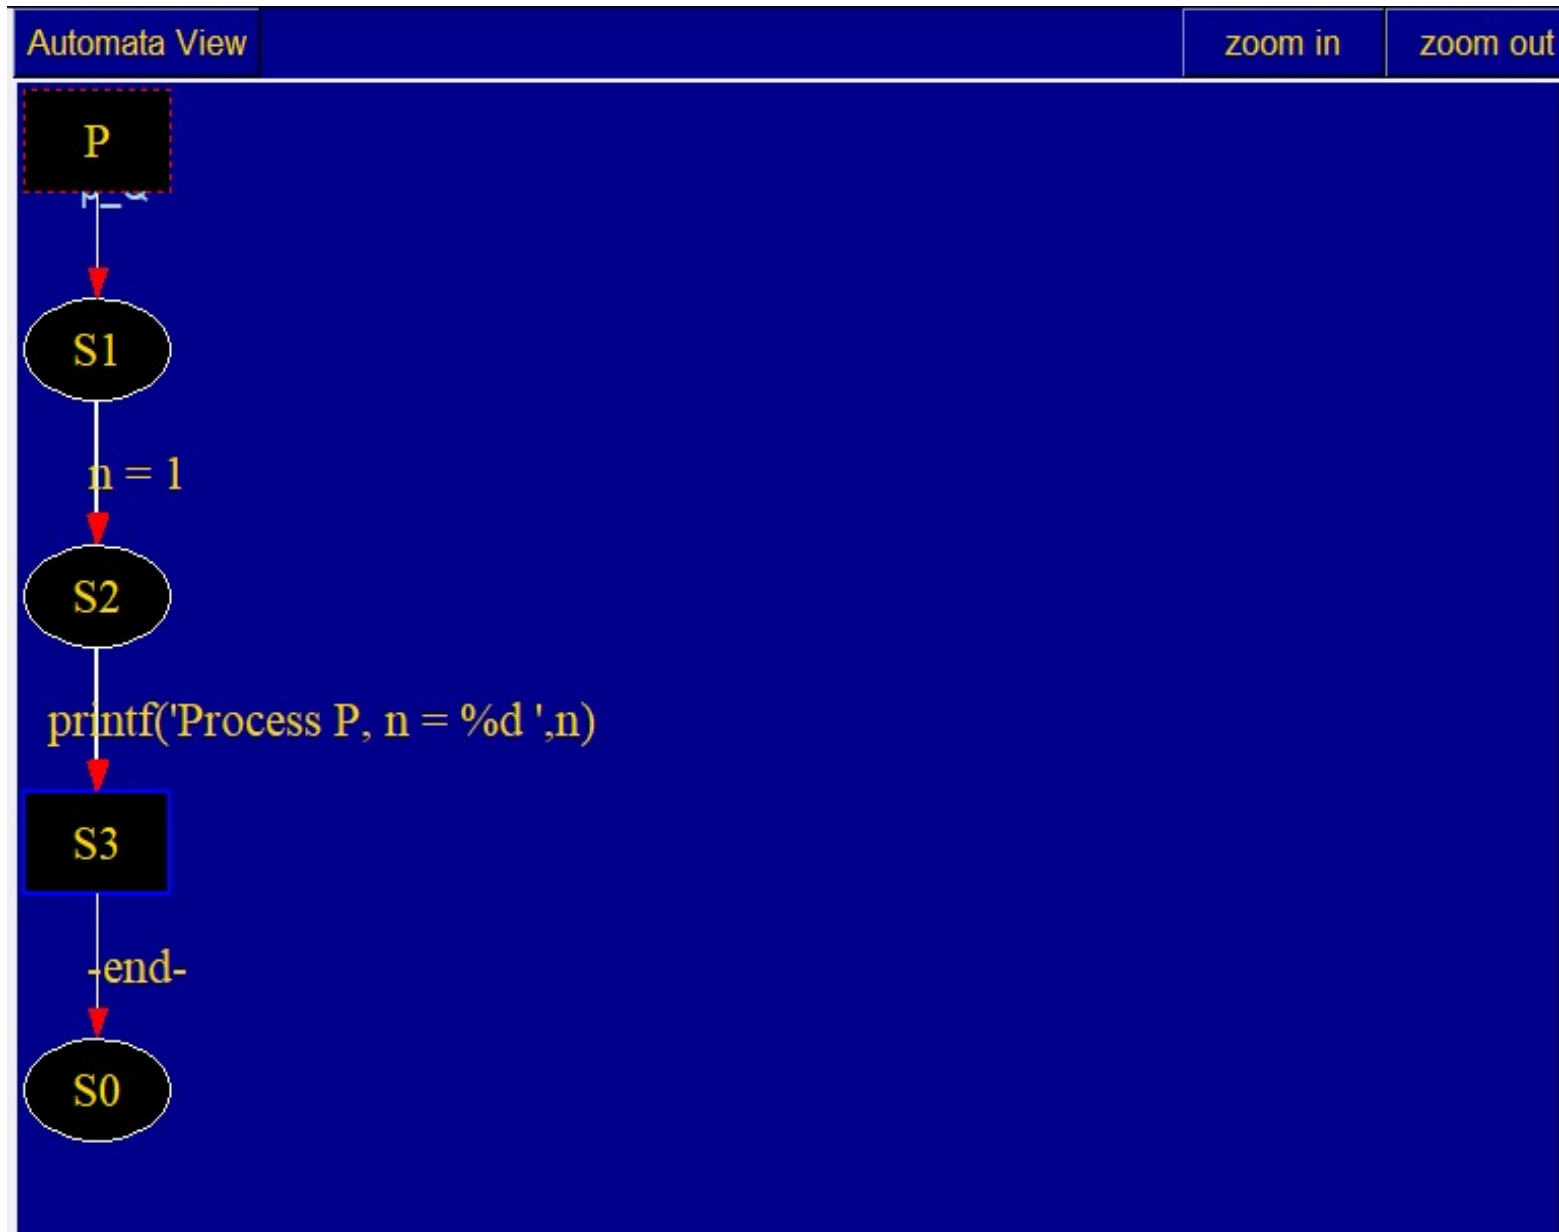 Automata View
zoom in
zoom out
P
S1
n = 1
S2
printf('Process P, n = %d ',n)
S3
-end-
S0